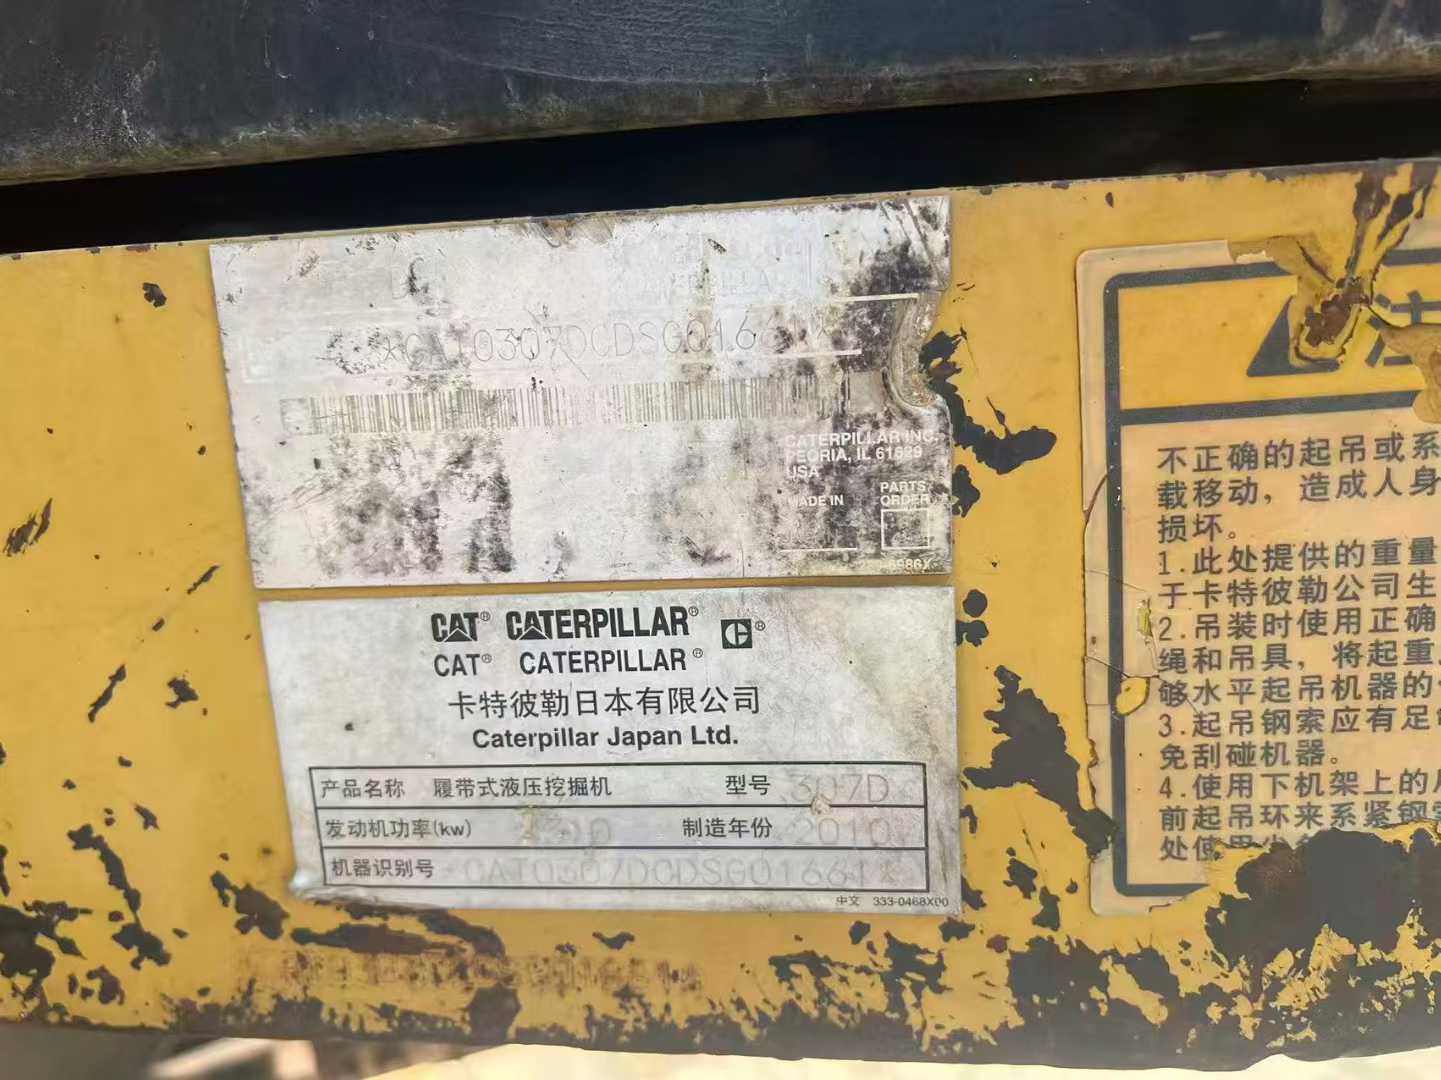 *CAT0307DCDSG01661*
CATERPILLAR INC.
PEORIA, IL 61629
USA
MADE IN
PARTS
ORDER
CAT® CATERPILLAR® C®
CAT® CATERPILLAR®
卡特彼勒日本有限公司
Caterpillar Japan Ltd.
产品名称 履带式液压挖掘机 型号 307D
发动机功率(kw) 制造年份 2010
机器识别号 *CAT0307DCDSG01661*
中文 333-0468X00
注
不正确的起吊或系
载移动，造成人身
损坏。
1.此处提供的重量
于卡特彼勒公司生
2.吊装时使用正确
绳和吊具，将起重
够水平起吊机器的
3.起吊钢索应有足
免刮碰机器。
4.使用下机架上的
前起吊环来系紧钢索
处使用